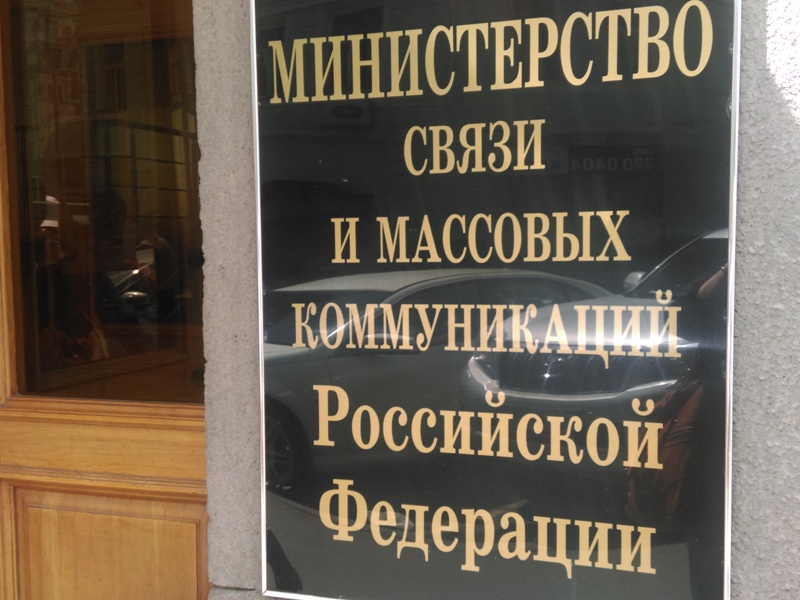 МИНИСТЕРСТВО
СВЯЗИ
И МАССОВЫХ
КОММУНИКАЦИЙ
Российской
Федерации